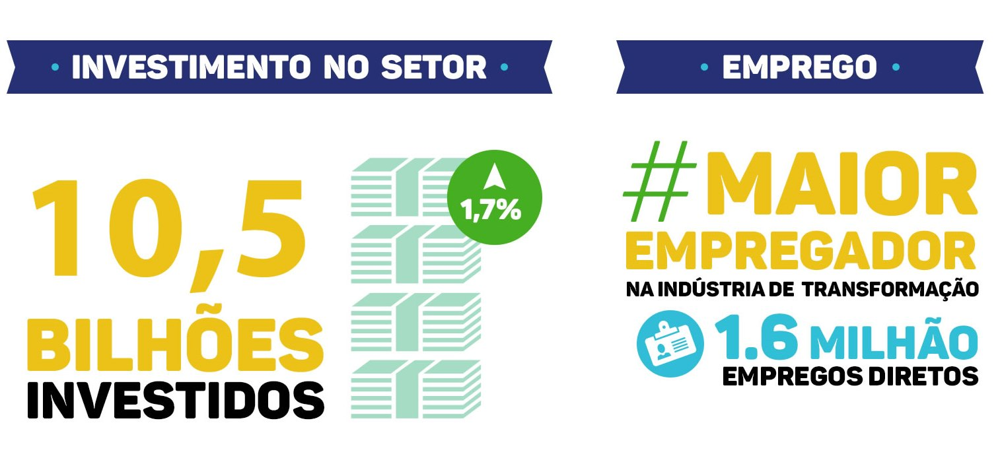 • INVESTIMENTO NO SETOR •
10,5
BILHÕES
INVESTIDOS
1,7%
• EMPREGO •
#MAIOR
EMPREGADOR
NA INDÚSTRIA DE TRANSFORMAÇÃO
1.6 MILHÃO
EMPREGOS DIRETOS